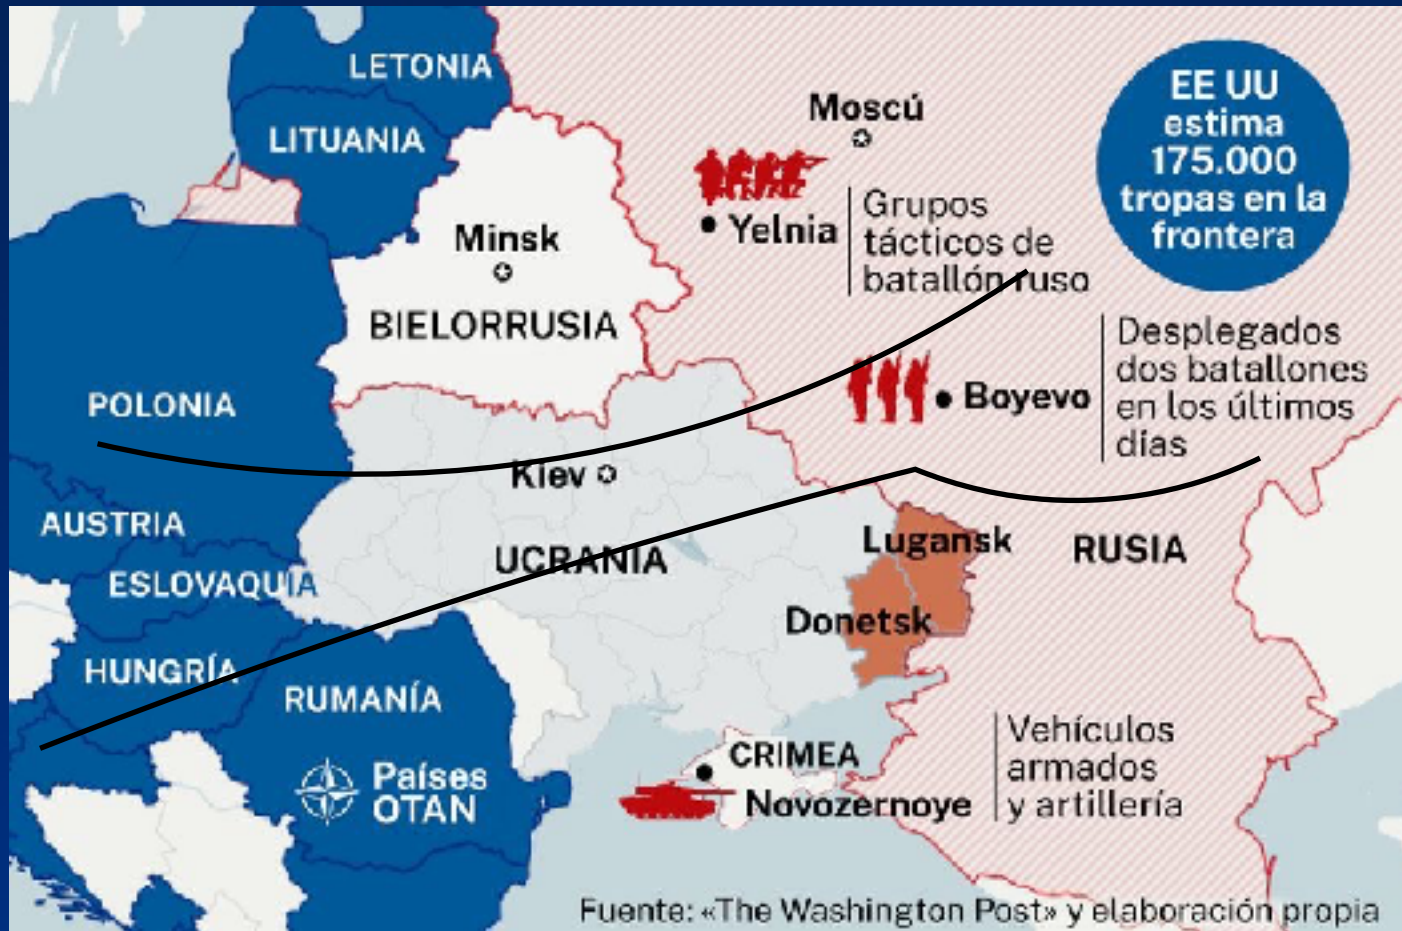 LETONIA
LITUANIA
Moscú
EE UU
estima
175.000
tropas en la
frontera
Yelnia
Grupos
tácticos de
batallón ruso
Minsk
BIELORRUSIA
Desplegados
dos batallones
en los últimos
días
Boyevo
POLONIA
Kiev
AUSTRIA
UCRANIA
Lugansk
RUSIA
ESLOVAQUIA
Donetsk
HUNGRÍA
RUMANÍA
Países
OTAN
CRIMEA
Novozernoye
Vehículos
armados
y artillería
Fuente: «The Washington Post» y elaboración propia